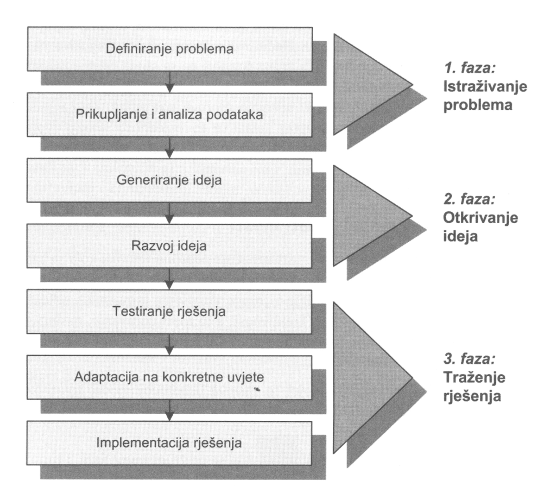 Definiranje problema
Prikupljanje i analiza podataka
1. faza:
Istraživanje
problema
Generiranje ideja
Razvoj ideja
2. faza:
Otkrivanje
ideja
Testiranje rješenja
Adaptacija na konkretne uvjete
Implementacija rješenja
3. faza:
Traženje
rješenja